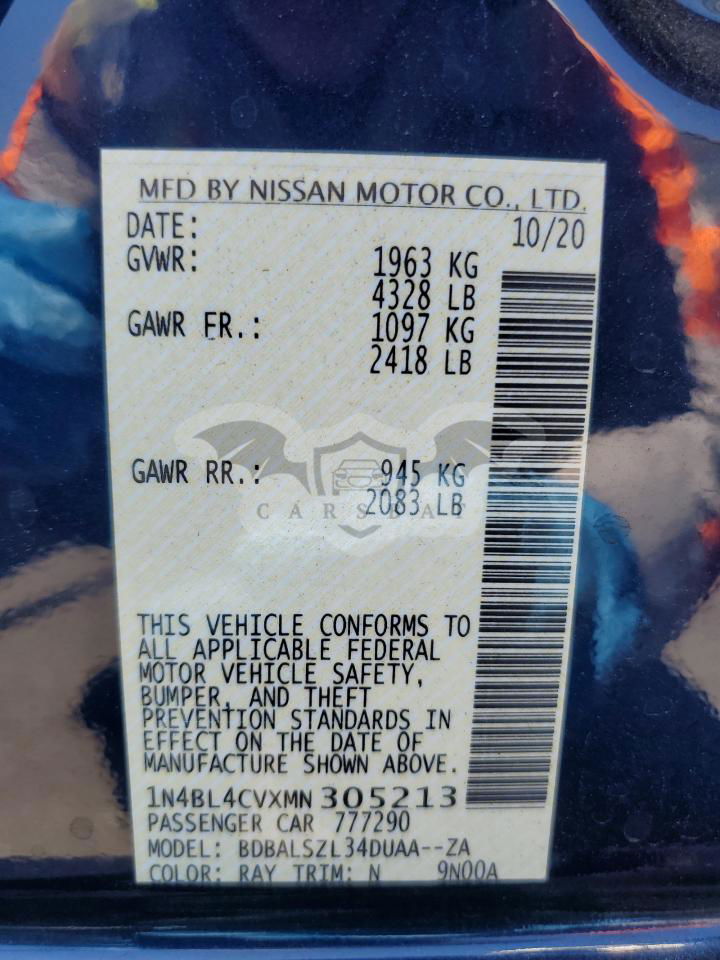 MFD BY NISSAN MOTOR CO., LTD.
DATE: 10/20
GVWR: 1963 KG
4328 LB
GAWR FR.: 1097 KG
2418 LB
GAWR RR.: 945 KG
2083 LB
CARSBAT
THIS VEHICLE CONFORMS TO
ALL APPLICABLE FEDERAL
MOTOR VEHICLE SAFETY,
BUMPER, AND THEFT
PREVENTION STANDARDS IN
EFFECT ON THE DATE OF
MANUFACTURE SHOWN ABOVE.
1N4BL4CVXMN 305213
PASSENGER CAR 777290
MODEL: BDBALSZL34DUAA--ZA
COLOR: RAY TRIM: N 9N00A